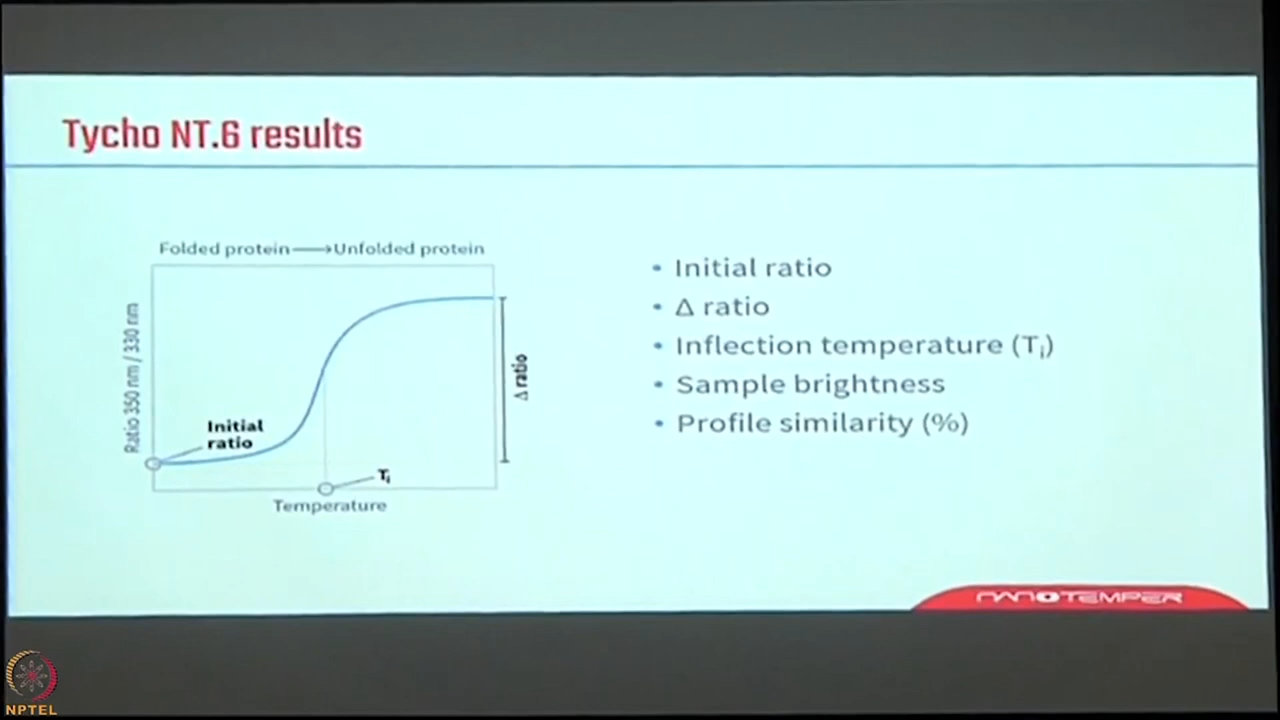 Tycho NT.6 results
Folded protein → Unfolded protein
Ratio 350 nm / 330 nm
Initial
ratio
Ti
Temperature
Δ ratio
• Initial ratio
• Δ ratio
• Inflection temperature (Ti)
• Sample brightness
• Profile similarity (%)
NANOTEMPER
NPTEL